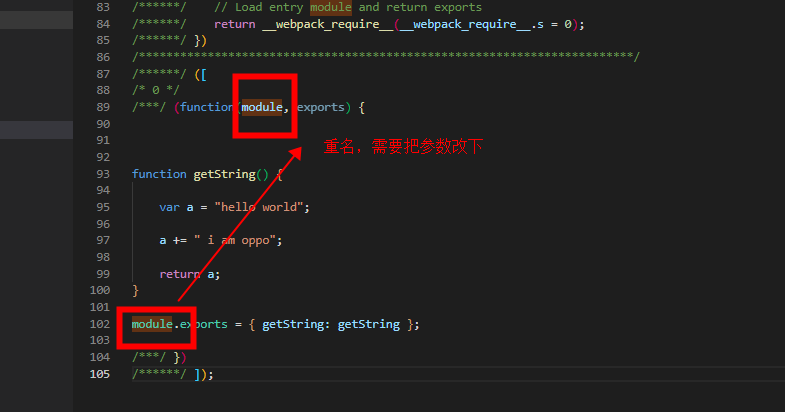 83 /******/   // Load entry module and return exports
84 /******/   return __webpack_require__(__webpack_require__.s = 0);
85 /******/ })
86 /************************************************************************/
87 /******/ ([
88 /* 0 */
89 /***/ (function(module, exports) {
90
91
重名，需要把参数改下
92
93 function getString() {
94
95     var a = "hello world";
96
97     a += " i am oppo";
98
99     return a;
100 }
101
102 module.exports = { getString: getString };
103
104 /***/ })
105 /******/ ]);